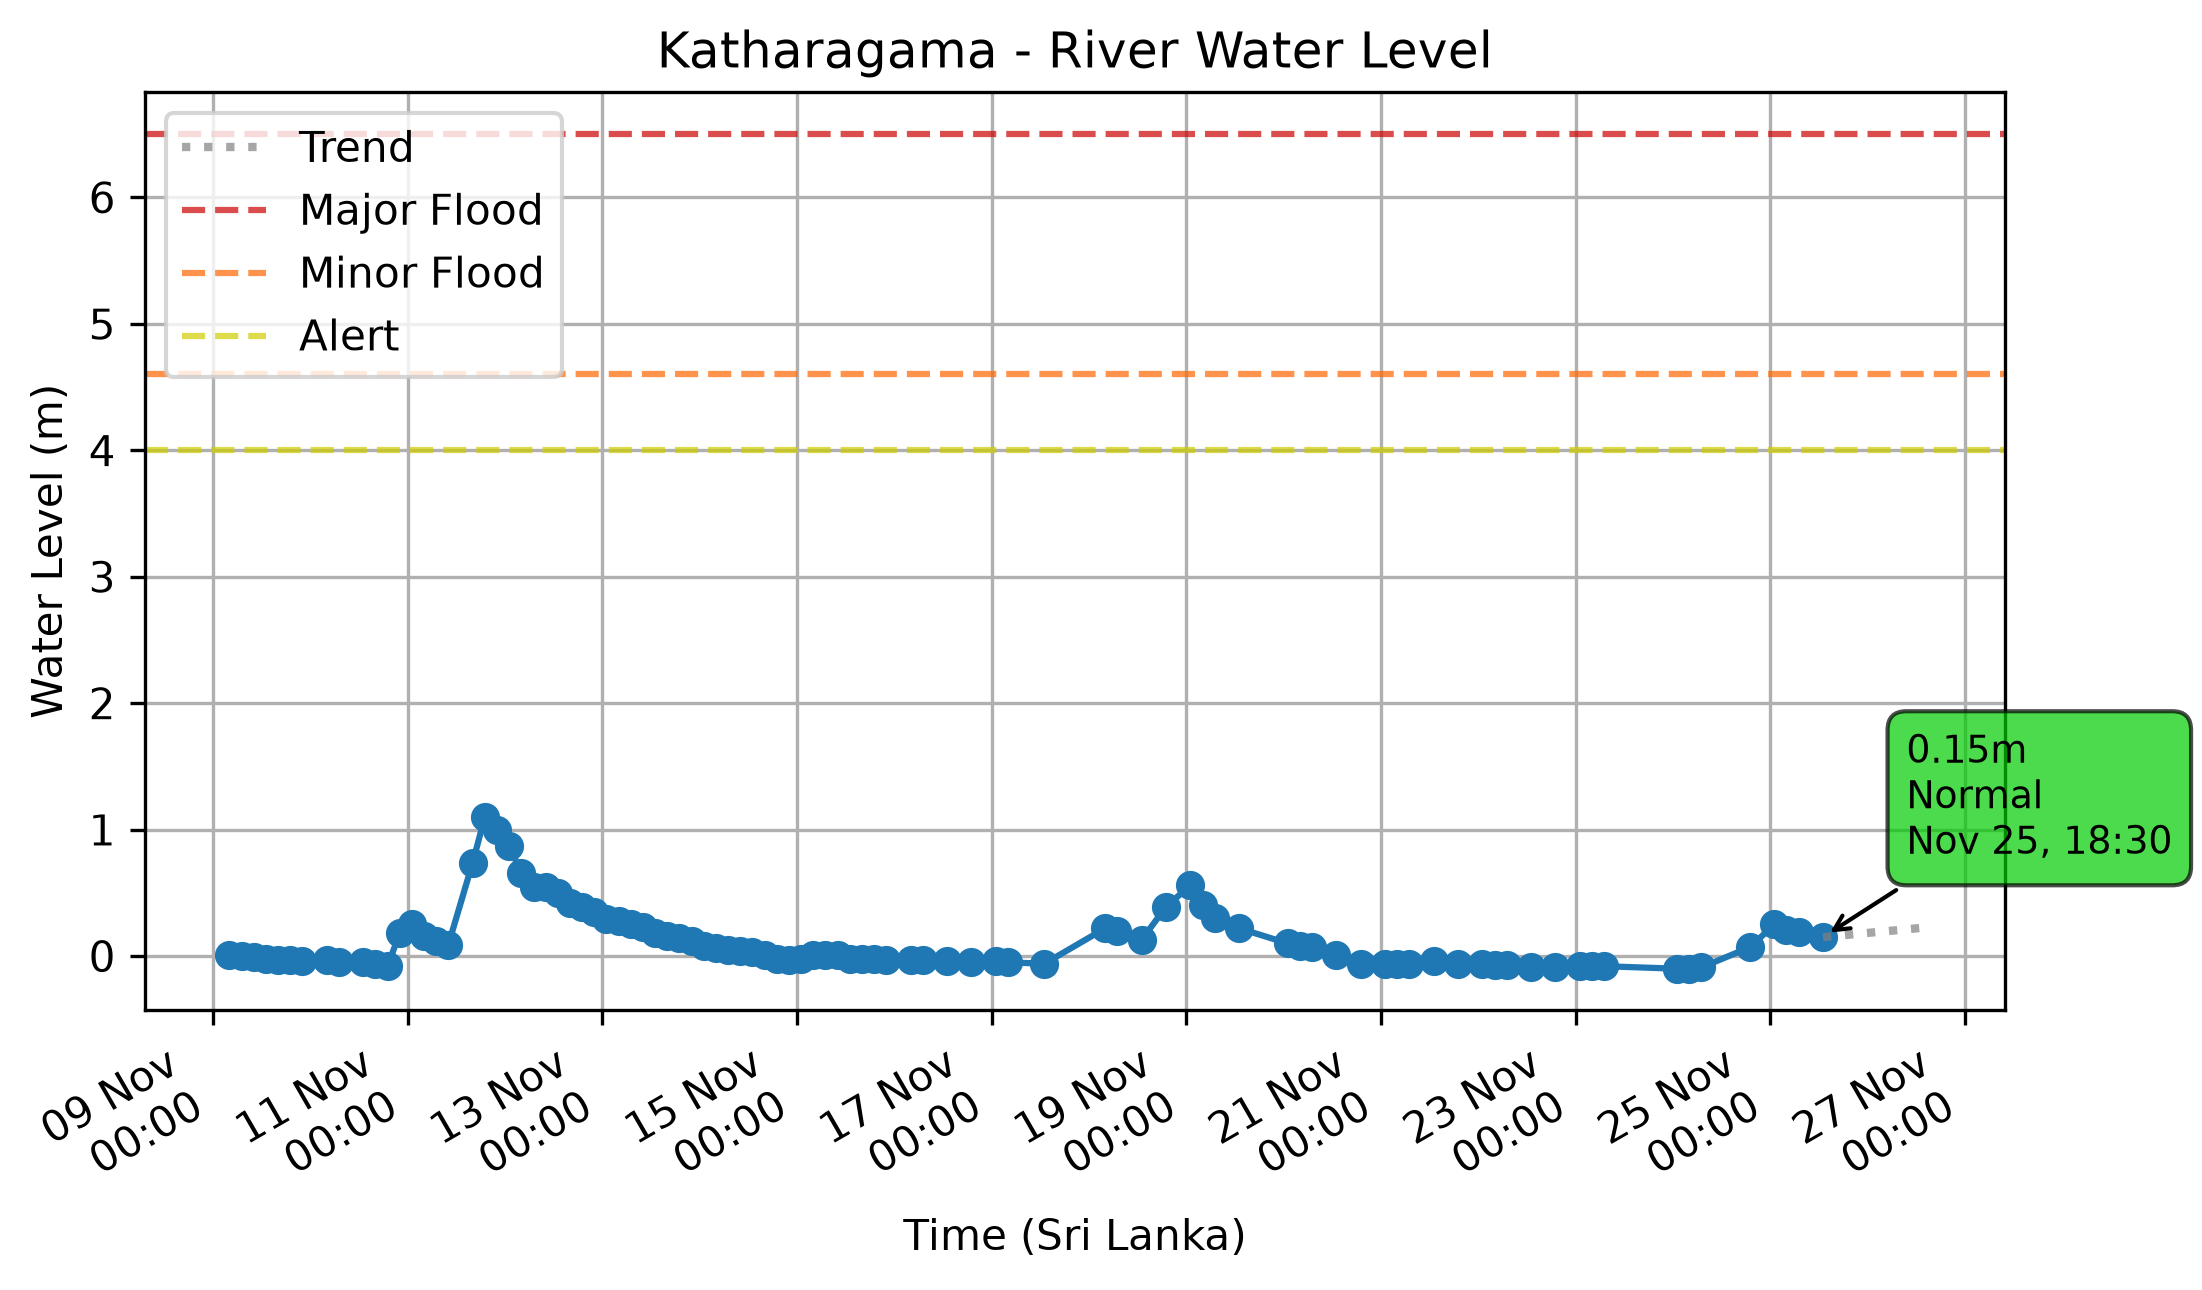 Katharagama - River Water Level
Trend
Major Flood
Minor Flood
Alert
Water Level (m)
6
5
4
3
2
1
0
0.15m
Normal
Nov 25, 18:30
09 Nov
00:00
11 Nov
00:00
13 Nov
00:00
15 Nov
00:00
17 Nov
00:00
19 Nov
00:00
21 Nov
00:00
23 Nov
00:00
25 Nov
00:00
27 Nov
00:00
Time (Sri Lanka)